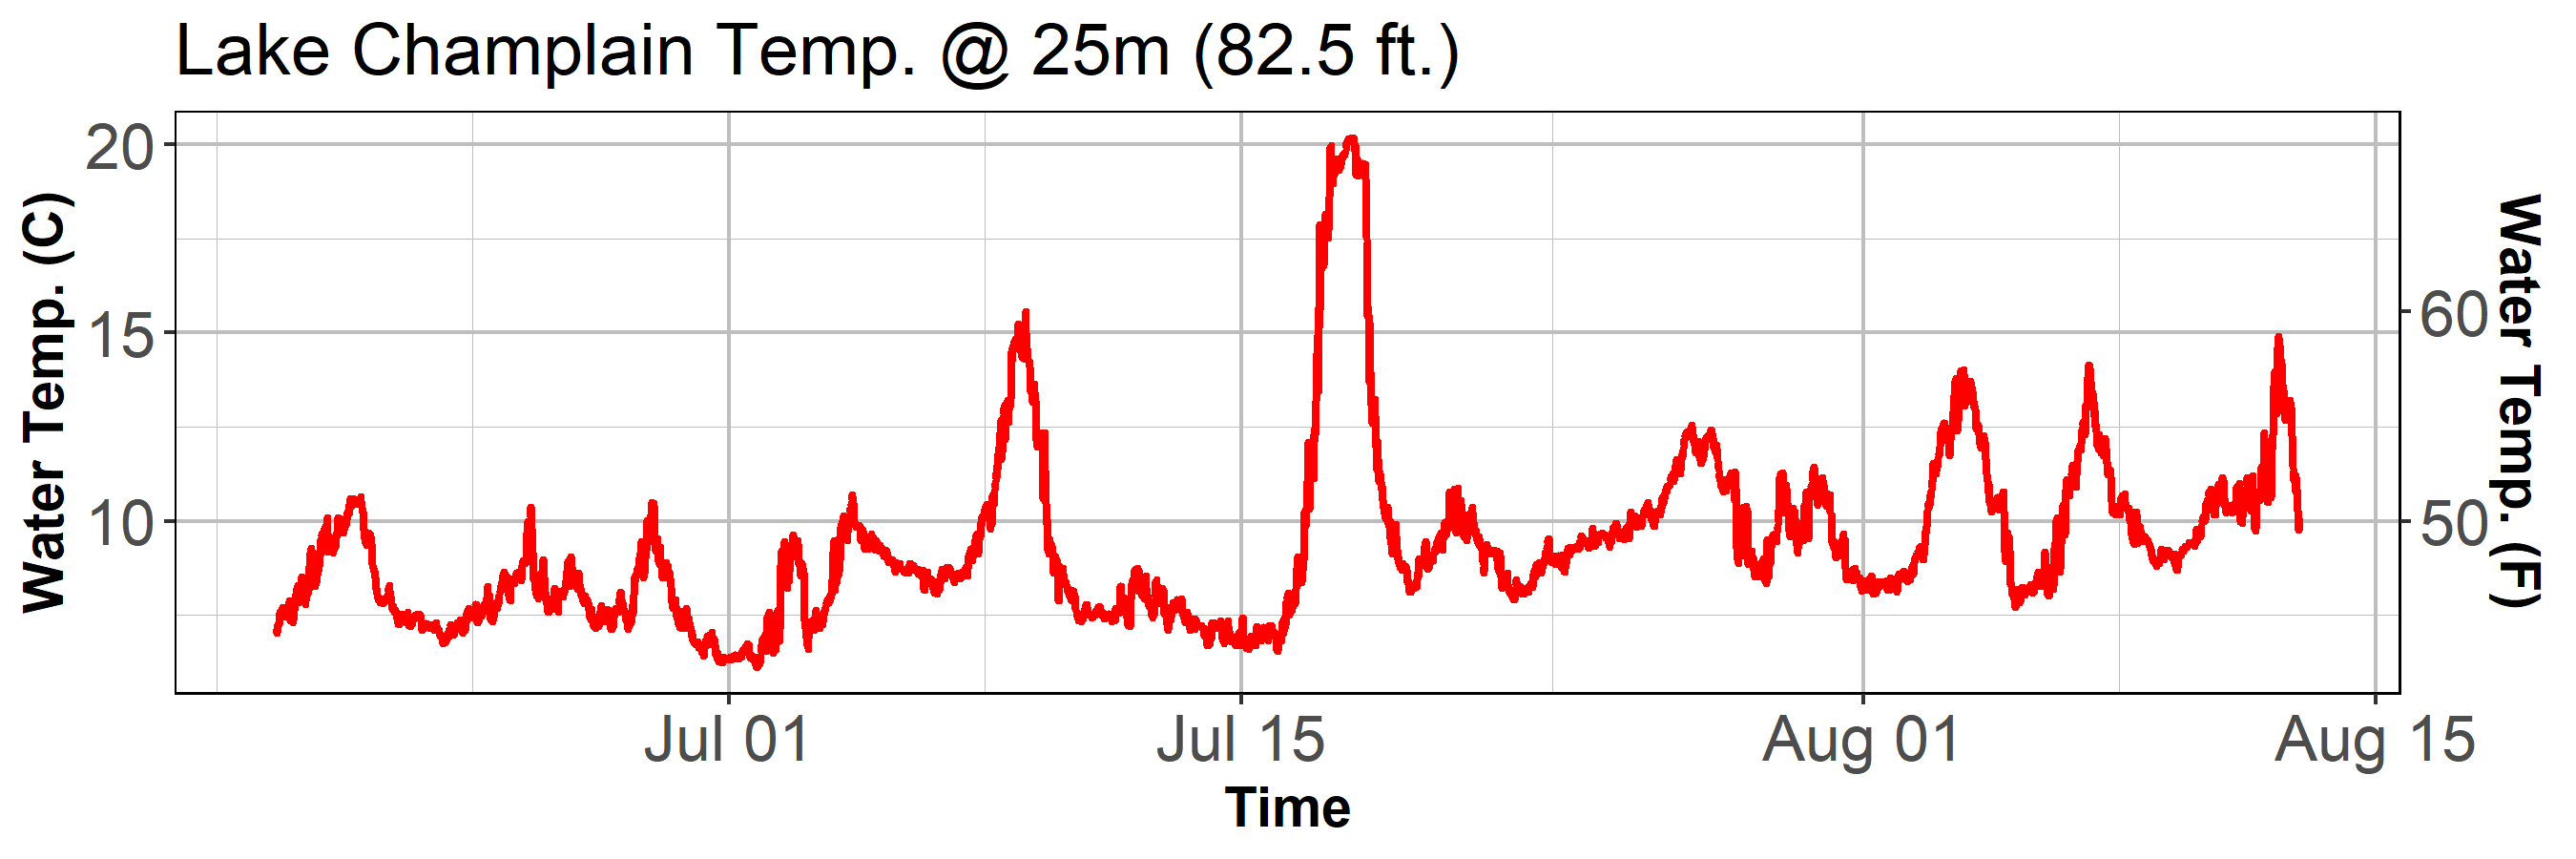 Lake Champlain Temp. @ 25m (82.5 ft.)
Water Temp. (C)
20
15
10
60
50
Water Temp. (F)
Jul 01
Jul 15
Aug 01
Aug 15
Time